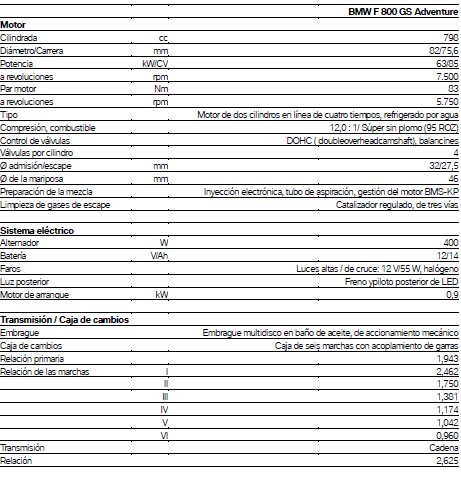 BMW F 800 GS Adventure
Motor
Cilindrada cc 798
Diámetro/Carrera mm 82/75,6
Potencia kW/CV 63/85
a revoluciones rpm 7.500
Par motor Nm 83
a revoluciones rpm 5.750
Tipo Motor de dos cilindros en línea de cuatro tiempos, refrigerado por agua
Compresión, combustible 12,0 : 1/ Súper sin plomo (95 ROZ)
Control de válvulas DOHC ( doubleoverheadcamshaft), balancines
Válvulas por cilindro 4
Ø admisión/escape mm 32/27,5
Ø de la mariposa mm 46
Preparación de la mezcla Inyección electrónica, tubo de aspiración, gestión del motor BMS-KP
Limpieza de gases de escape Catalizador regulado, de tres vías
Sistema eléctrico
Alternador W 400
Batería V/Ah 12/14
Faros Luces altas / de cruce: 12 V/55 W, halógeno
Luz posterior Freno ypiloto posterior de LED
Motor de arranque kW 0,9
Transmisión / Caja de cambios
Embrague Embrague multidisco en baño de aceite, de accionamiento mecánico
Caja de cambios Caja de seis marchas con acoplamiento de garras
Relación primaria 1,943
Relación de las marchas I 2,462
II 1,750
III 1,381
IV 1,174
V 1,042
VI 0,960
Transmisión Cadena
Relación 2,625